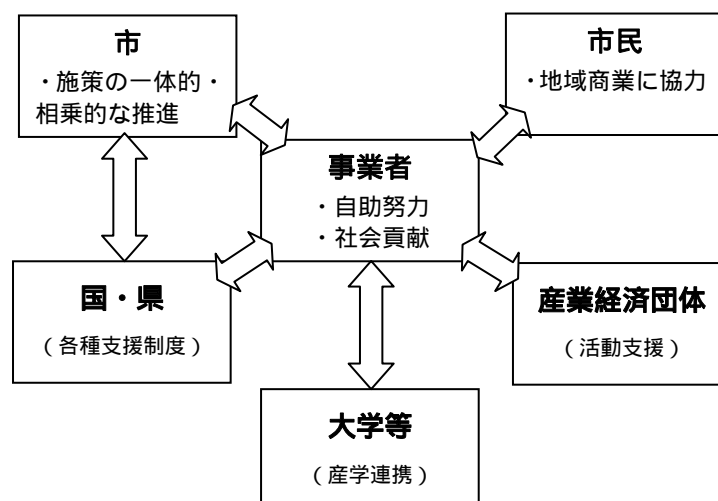 市
・施策の一体的・
相乗的な推進
市民
・地域商業に協力
事業者
・自助努力
・社会貢献
国・県
（各種支援制度）
産業経済団体
（活動支援）
大学等
（産学連携）